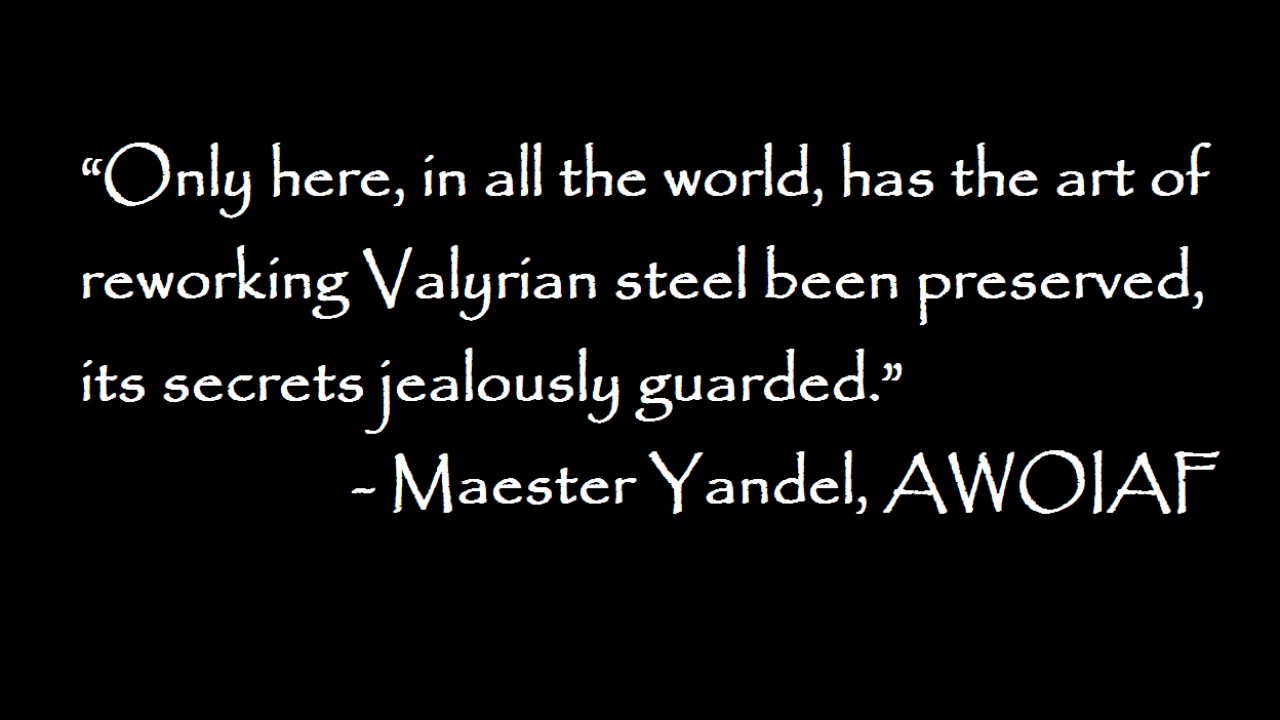 “Only here, in all the world, has the art of
reworking Valyrian steel been preserved,
its secrets jealously guarded.”
- Maester Yandel, AWOIAF